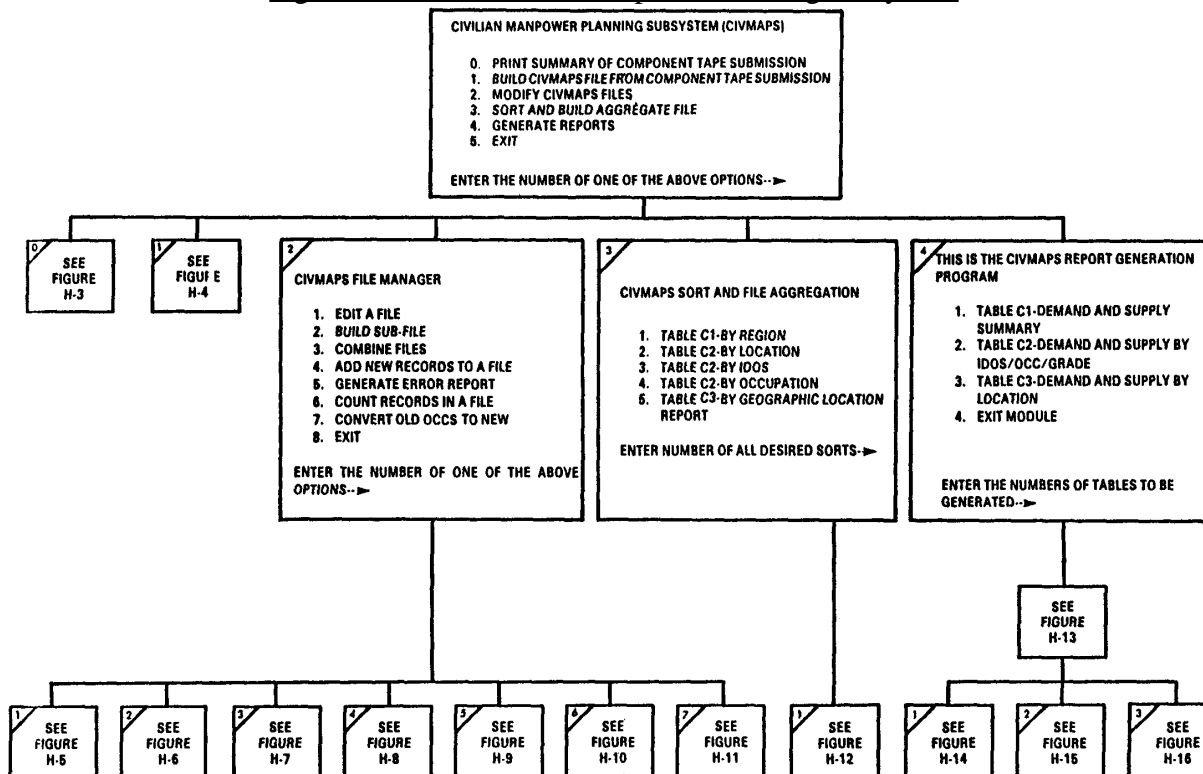 CIVILIAN MANPOWER PLANNING SUBSYSTEM (CIVMAPS)
0. PRINT SUMMARY OF COMPONENT TAPE SUBMISSION
1. BUILD CIVMAPS FILE FROM COMPONENT TAPE SUBMISSION
2. MODIFY CIVMAPS FILES
3. SORT AND BUILD AGGREGATE FILE
4. GENERATE REPORTS
5. EXIT
ENTER THE NUMBER OF ONE OF THE ABOVE OPTIONS--►
0
SEE
FIGURE
H-3
1
SEE
FIGURE
H-4
2
CIVMAPS FILE MANAGER
1. EDIT A FILE
2. BUILD SUB-FILE
3. COMBINE FILES
4. ADD NEW RECORDS TO A FILE
5. GENERATE ERROR REPORT
6. COUNT RECORDS IN A FILE
7. CONVERT OLD OCCS TO NEW
8. EXIT
ENTER THE NUMBER OF ONE OF THE ABOVE
OPTIONS--►
3
CIVMAPS SORT AND FILE AGGREGATION
1. TABLE C1-BY REGION
2. TABLE C2-BY LOCATION
3. TABLE C2-BY IDOS
4. TABLE C2-BY OCCUPATION
5. TABLE C3-BY GEOGRAPHIC LOCATION
REPORT
ENTER NUMBER OF ALL DESIRED SORTS-►
4
THIS IS THE CIVMAPS REPORT GENERATION
PROGRAM
1. TABLE C1-DEMAND AND SUPPLY
SUMMARY
2. TABLE C2-DEMAND AND SUPPLY BY
IDOS/OCC/GRADE
3. TABLE C3-DEMAND AND SUPPLY BY
LOCATION
4. EXIT MODULE
ENTER THE NUMBERS OF TABLES TO BE
GENERATED--►
SEE
FIGURE
H-13
1
SEE
FIGURE
H-5
2
SEE
FIGURE
H-6
3
SEE
FIGURE
H-7
4
SEE
FIGURE
H-8
5
SEE
FIGURE
H-9
6
SEE
FIGURE
H-10
7
SEE
FIGURE
H-11
1
SEE
FIGURE
H-12
1
SEE
FIGURE
H-14
2
SEE
FIGURE
H-15
3
SEE
FIGURE
H-16